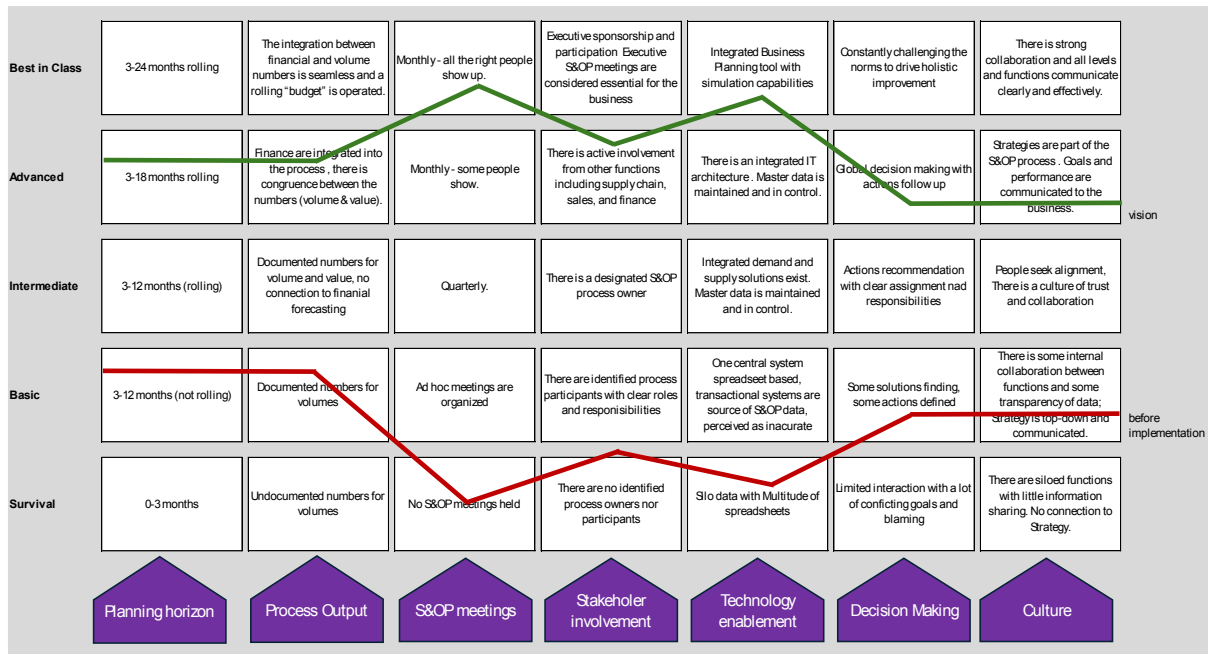 Best in Class
3-24 months rolling
The integration between
financial and volume
numbers is seamless and a
rolling "budget" is operated.
Monthly - all the right people
show up.
Executive sponsorship and
participation Executive
S&OP meetings are
considered essential for the
business
Integrated Business
Planning tool with
simulation capabilities
Constantly challenging the
norms to drive holistic
improvement
There is strong
collaboration and all levels
and functions communicate
clearly and effectively.
Advanced
3-18 months rolling
Finance are integrated into
the process , there is
congruence between the
numbers (volume & value).
Monthly - some people
show.
There is active involvement
from other functions
including supply chain,
sales, and finance
There is an integrated IT
architecture . Master data is
maintained and in control.
Global decision making with
actions follow up
Strategies are part of the
S&OP process . Goals and
performance are
communicated to the
business.
vision
Intermediate
3-12 months (rolling)
Documented numbers for
volume and value, no
connection to finanial
forecasting
Quarterly.
There is a designated S&OP
process owner
Integrated demand and
supply solutions exist.
Master data is maintained
and in control.
Actions recommendation
with clear assignment nad
responsibilities
People seek alignment,
There is a culture of trust
and collaboration
Basic
3-12 months (not rolling)
Documented numbers for
volumes
Ad hoc meetings are
organized
There are identified process
participants with clear roles
and responisibilities
One central system
spreadseet based,
transactional systems are
source of S&OP data,
perceived as inacurate
Some solutions finding,
some actions defined
There is some internal
collaboration between
functions and some
transparency of data;
Strategy is top-down and
communicated.
before
implementation
Survival
0-3 months
Undocumented numbers for
volumes
No S&OP meetings held
There are no identified
process owners nor
participants
Silo data with Multitude of
spreadsheets
Limited interaction with a lot
of conficting goals and
blaming
There are siloed functions
with little information
sharing. No connection to
Strategy.
Planning horizon
Process Output
S&OP meetings
Stakeholer
involvement
Technology
enablement
Decision Making
Culture